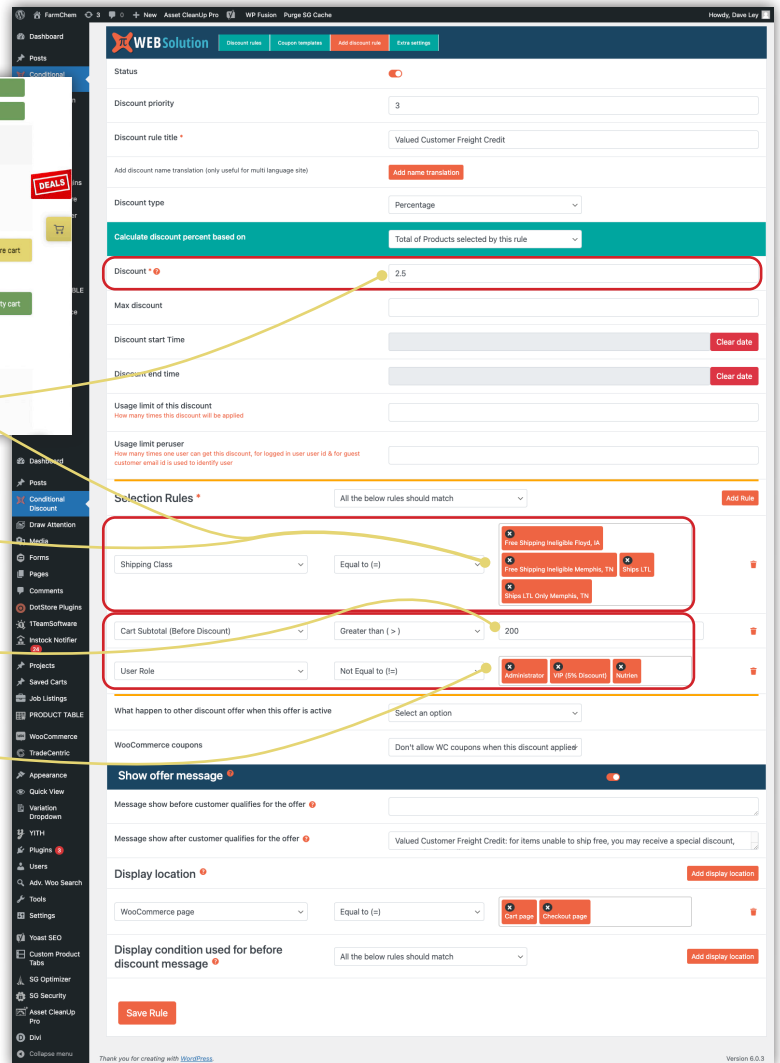 FarmChem 3 0 + New Asset CleanUp Pro WP Fusion Purge SG Cache Howdy, Dave Ley
Dashboard
Posts
Conditional
DEALS
re cart
ty cart
Dashboard
Posts
Conditional
Discount
Draw Attention
Media
Forms
Pages
Comments
DotStore Plugins
1TeamSoftware
Instock Notifier
24
Projects
Saved Carts
Job Listings
PRODUCT TABLE
WooCommerce
TradeCentric
Appearance
Quick View
Variation
Dropdown
YITH
Plugins 3
Users
Adv. Woo Search
Tools
Settings
Yoast SEO
Custom Product
Tabs
SG Optimizer
SG Security
Asset CleanUp
Pro
Divi
Collapse menu
WEBSolution Discount rules Coupon templates Add discount rule Extra settings
Status
Discount priority 3
Discount rule title * Valued Customer Freight Credit
Add discount name translation (only useful for multi language site) Add name translation
Discount type Percentage
Calculate discount percent based on Total of Products selected by this rule
Discount * 2.5
Max discount
Discount start Time Clear date
Discount end time Clear date
Usage limit of this discount
How many times this discount will be applied
Usage limit peruser
How many times one user can get this discount, for logged in user user id & for guest
customer email id is used to identify user
Selection Rules * All the below rules should match Add Rule
Shipping Class Equal to (=) Free Shipping Ineligible Floyd, IA
Free Shipping Ineligible Memphis, TN Ships LTL
Ships LTL Only Memphis, TN
Cart Subtotal (Before Discount) Greater than ( > ) 200
User Role Not Equal to (!=) Administrator VIP (5% Discount) Nutrien
What happen to other discount offer when this offer is active Select an option
WooCommerce coupons Don't allow WC coupons when this discount applied
Show offer message
Message show before customer qualifies for the offer
Message show after customer qualifies for the offer Valued Customer Freight Credit: for items unable to ship free, you may receive a special discount,
Display location Add display location
WooCommerce page Equal to (=) Cart page Checkout page
Display condition used for before
discount message All the below rules should match Add display location
Save Rule
Thank you for creating with WordPress. Version 6.0.3